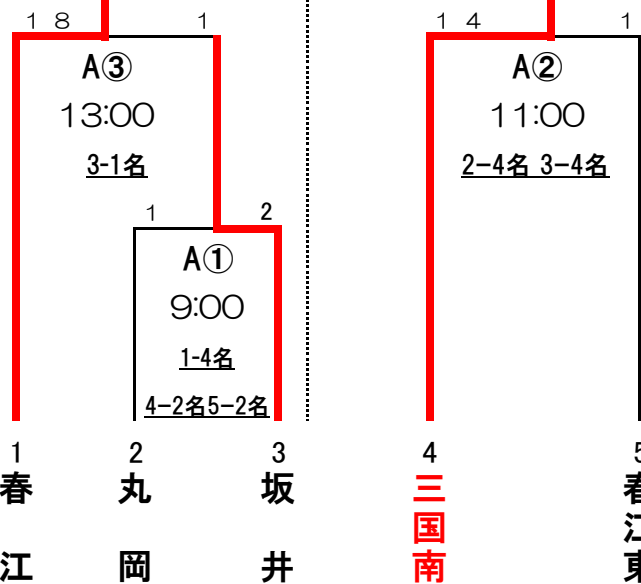 １８ 1
A③
13:00
3-1名
1 2
A①
9:00
1-4名
4−2名5−2名
1４ 1
A②
11:00
2−4名 3−4名
1 春江
2 丸岡
3 坂井
4 三国南
5 春江東